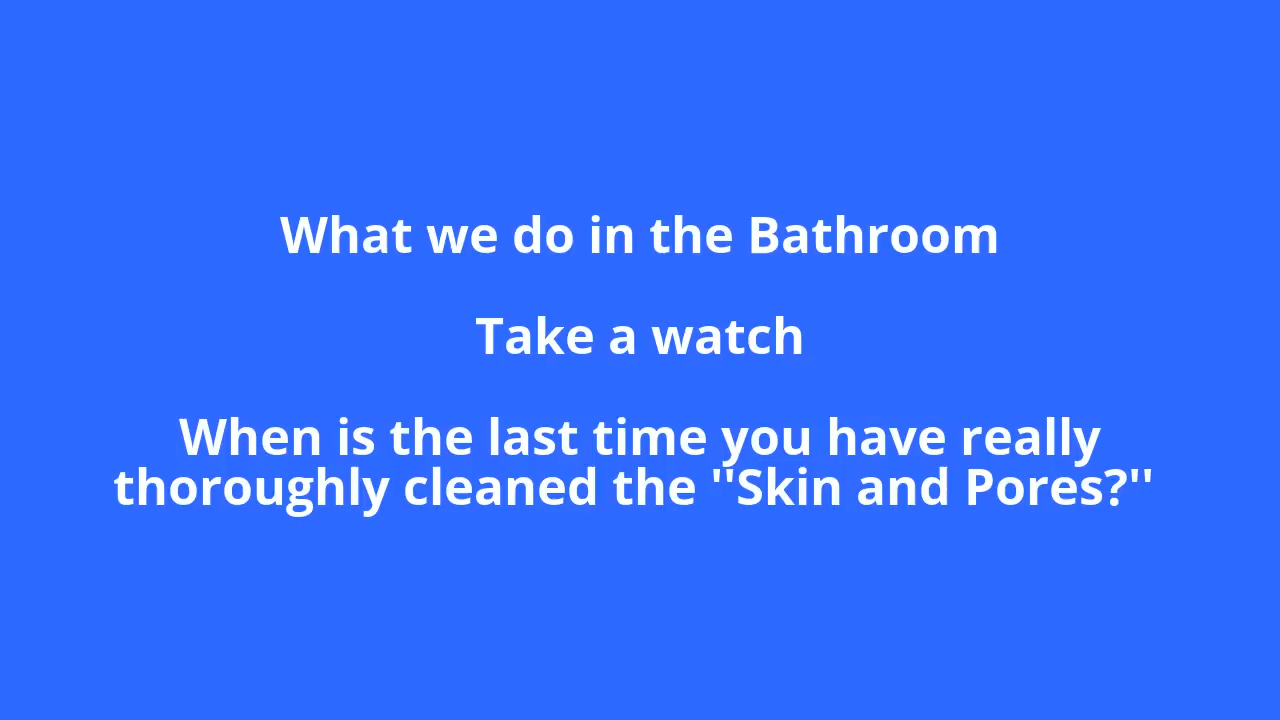 What we do in the Bathroom
Take a watch
When is the last time you have really
thoroughly cleaned the ''Skin and Pores?''